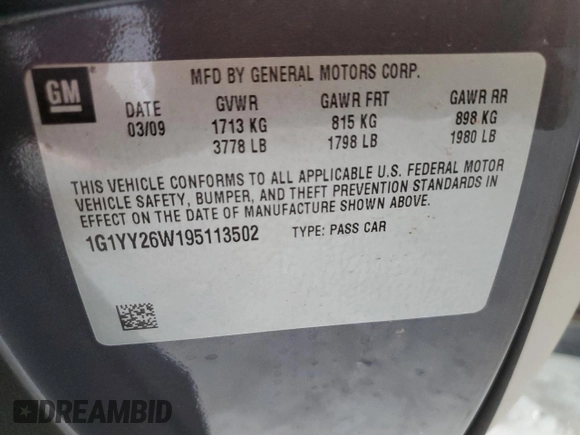 GM
MFD BY GENERAL MOTORS CORP.
DATE GVWR GAWR FRT GAWR RR
03/09 1713 KG 815 KG 898 KG
3778 LB 1798 LB 1980 LB
THIS VEHICLE CONFORMS TO ALL APPLICABLE U.S. FEDERAL MOTOR
VEHICLE SAFETY, BUMPER, AND THEFT PREVENTION STANDARDS IN
EFFECT ON THE DATE OF MANUFACTURE SHOWN ABOVE.
1G1YY26W195113502 TYPE: PASS CAR
DREAMBID